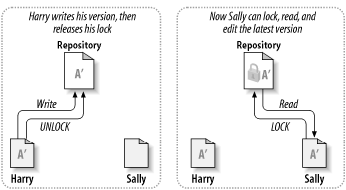 Harry writes his version, then
releases his lock
Repository
A′
Write
UNLOCK
A′
Harry
Sally
Now Sally can lock, read, and
edit the latest version
Repository
A′
Read
LOCK
A′
A′
Harry
Sally